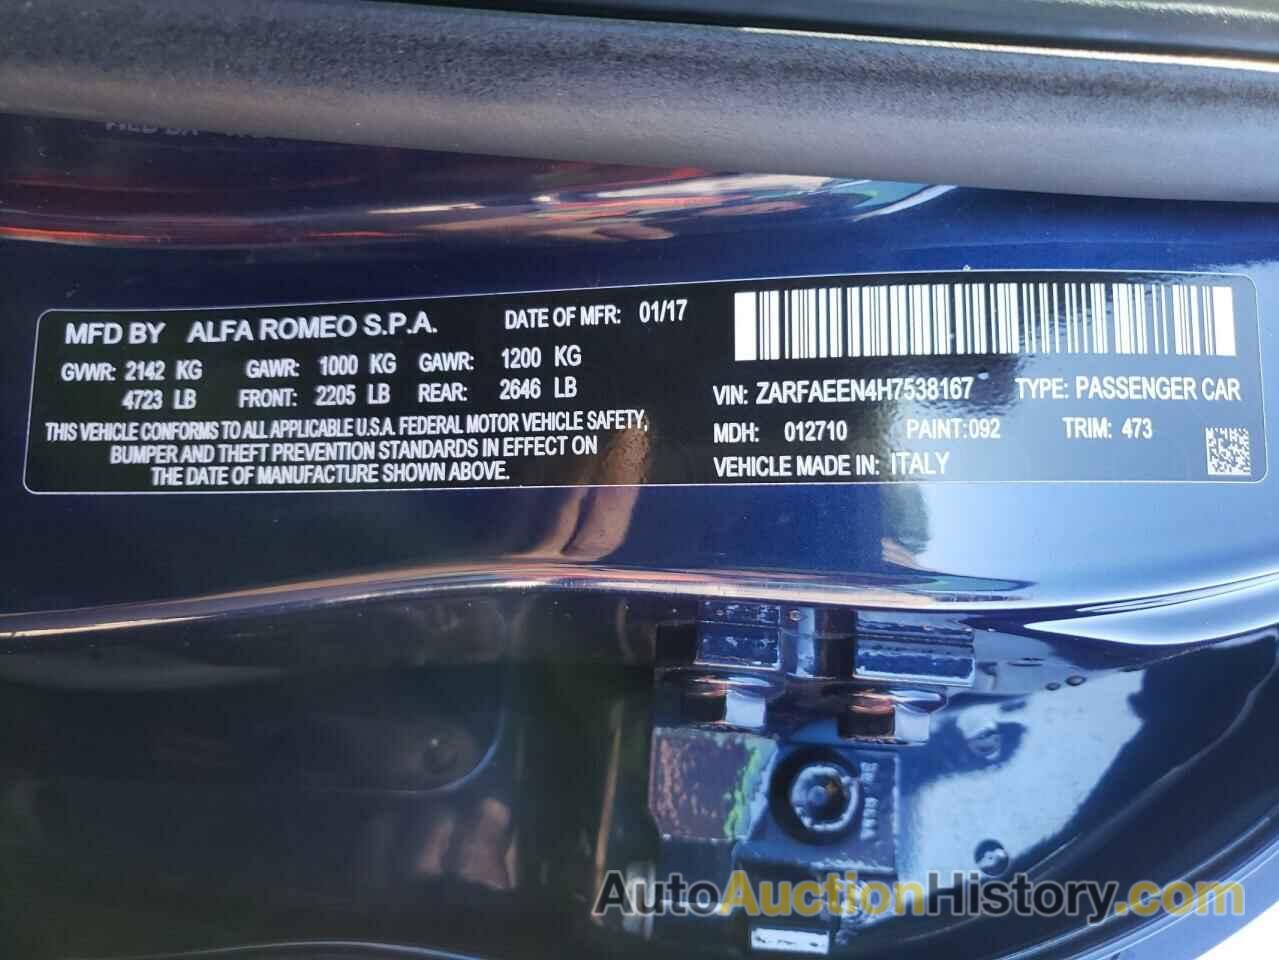 MFD BY ALFA ROMEO S.P.A. DATE OF MFR: 01/17
GVWR: 2142 KG GAWR: 1000 KG GAWR: 1200 KG
4723 LB FRONT: 2205 LB REAR: 2646 LB
THIS VEHICLE CONFORMS TO ALL APPLICABLE U.S.A. FEDERAL MOTOR VEHICLE SAFETY,
BUMPER AND THEFT PREVENTION STANDARDS IN EFFECT ON
THE DATE OF MANUFACTURE SHOWN ABOVE.
VIN: ZARFAEEN4H7538167 TYPE: PASSENGER CAR
MDH: 012710 PAINT:092 TRIM: 473
VEHICLE MADE IN: ITALY
AutoAuctionHistory.com